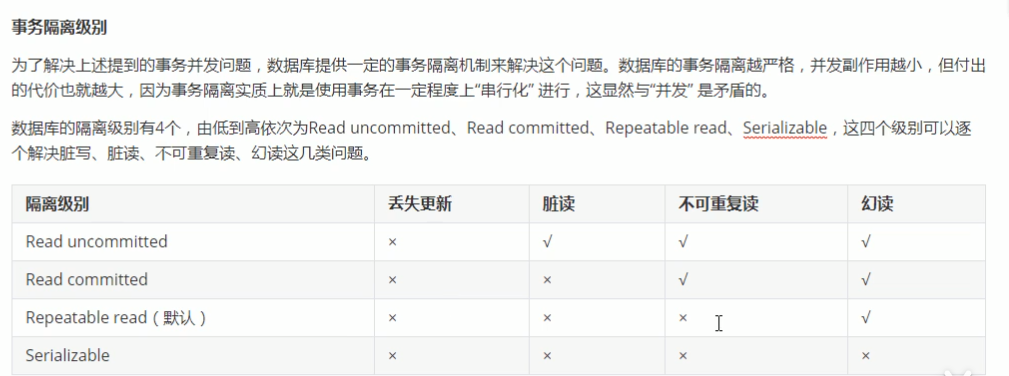 事务隔离级别
为了解决上述提到的事务并发问题，数据库提供一定的事务隔离机制来解决这个问题。数据库的事务隔离越严格，并发副作用越小，但付出
的代价也就越大，因为事务隔离实质上就是使用事务在一定程度上“串行化” 进行，这显然与“并发” 是矛盾的。
数据库的隔离级别有4个，由低到高依次为Read uncommitted、Read committed、Repeatable read、Serializable，这四个级别可以逐
个解决脏写、脏读、不可重复读、幻读这几类问题。
隔离级别 丢失更新 脏读 不可重复读 幻读
Read uncommitted × √ √ √
Read committed × × √ √
Repeatable read（默认） × × × √
Serializable × × × ×